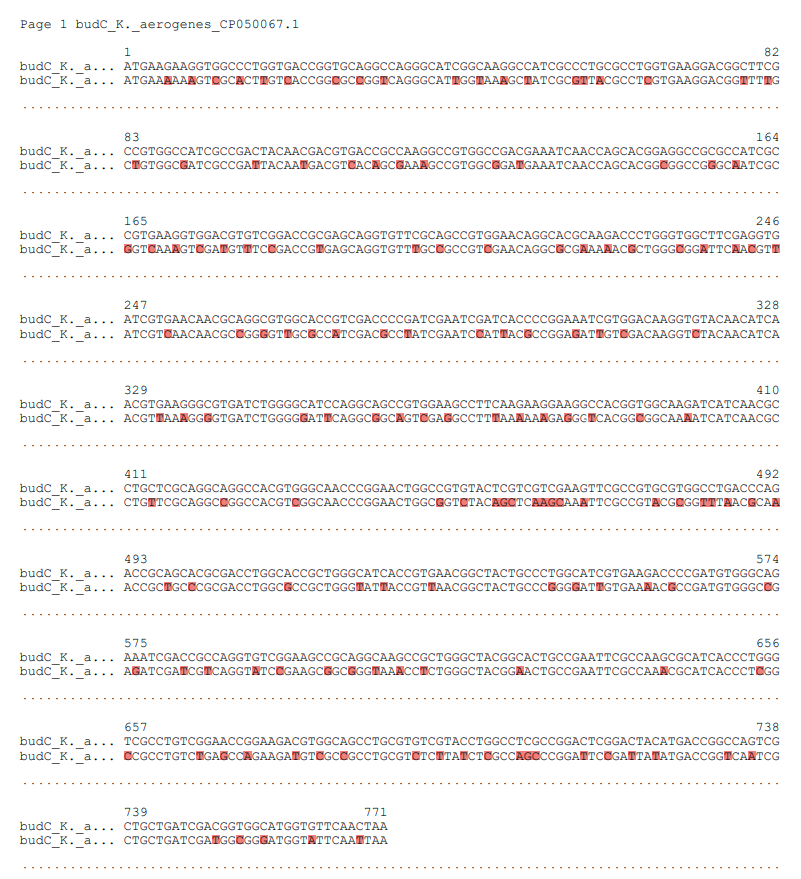 Page 1 budC_K._aerogenes_CP050067.1
1 82
budC_K._a... ATGAAGAAGGTGGCCCTGGTGACCGGTGCAGGCCAGGGCATCGGCAAGGCCATCGCCCTGCGCCTGGTGAAGGACGGCTTCG
budC_K._a... ATGAAAAAAGTCGCACTTGTCACCGGCGCCGGTCAGGGCATTGGTAAAGCTATCGCGTTACGCCTCGTGAAGGACGGTTTTG
83 164
budC_K._a... CCGTGGCCATCGCCGACTACAACGACGTGACCGCCAAGGCCGTGGCCGACGAAATCAACCAGCACGGAGGCCGCGCCATCGC
budC_K._a... CTGTGGCGATCGCCGATTACAATGACGTCACAGCGAAAGCCGTGGCGGATGAAATCAACCAGCACGGCGGCCGGGCAATCGC
165 246
budC_K._a... CGTGAAGGTGGACGTGTCGGACCGCGAGCAGGTGTTCGCAGCCGTGGAACAGGCACGCAAGACCCTGGGTGGCTTCGAGGTG
budC_K._a... GGTCAAAGTCGATGTTTCCGACCGTGAGCAGGTGTTTGCCGCCGTCGAACAGGCGCGAAAAACGCTGGGCGGATTCAACGTT
247 328
budC_K._a... ATCGTGAACAACGCAGGCGTGGCACCGTCGACCCCGATCGAATCGATCACCCCGGAAATCGTGGACAAGGTGTACAACATCA
budC_K._a... ATCGTCAACAACGCCGGGGTTGCGCCATCGACGCCTATCGAATCCATTACGCCGGAGATTGTCGACAAGGTCTACAACATCA
329 410
budC_K._a... ACGTGAAGGGCGTGATCTGGGGCATCCAGGCAGCCGTGGAAGCCTTCAAGAAGGAAGGCCACGGTGGCAAGATCATCAACGC
budC_K._a... ACGTTAAAGGGGTGATCTGGGGGATTCAGGCGGCAGTCGAGGCCTTTAAAAAAGAGGGTCACGGCGGCAAAATCATCAACGC
411 492
budC_K._a... CTGCTCGCAGGCAGGCCACGTGGGCAACCCGGAACTGGCCGTGTACTCGTCGTCGAAGTTCGCCGTGCGTGGCCTGACCCAG
budC_K._a... CTGTTCGCAGGCCGGCCACGTCGGCAACCCGGAACTGGCGGTCTACAGCTCAAGCAAATTCGCCGTACGCGGTTTAACGCAA
493 574
budC_K._a... ACCGCAGCACGCGACCTGGCACCGCTGGGCATCACCGTGAACGGCTACTGCCCTGGCATCGTGAAGACCCCGATGTGGGCAG
budC_K._a... ACCGCTGCCCGCGACCTGGCGCCGCTGGGTATTACCGTTAACGGCTACTGCCCGGGGATTGTGAAAACGCCGATGTGGGCCG
575 656
budC_K._a... AAATCGACCGCCAGGTGTCGGAAGCCGCAGGCAAGCCGCTGGGCTACGGCACTGCCGAATTCGCCAAGCGCATCACCCTGGG
budC_K._a... AGATCGATCGTCAGGTATCCGAAGCGGCGGGTAAACCTCTGGGCTACGGAACTGCCGAATTCGCCAAACGCATCACCCTCGG
657 738
budC_K._a... TCGCCTGTCGGAACCGGAAGACGTGGCAGCCTGCGTGTCGTACCTGGCCTCGCCGGACTCGGACTACATGACCGGCCAGTCG
budC_K._a... CCGCCTGTCTGAGCCAGAAGATGTCGCCGCCTGCGTCTCTTATCTCGCCAGCCCGGATTCCGATTATATGACCGGTCAATCG
739 771
budC_K._a... CTGCTGATCGACGGTGGCATGGTGTTCAACTAA
budC_K._a... CTGCTGATCGATGGCGGGATGGTATTCAATTAA